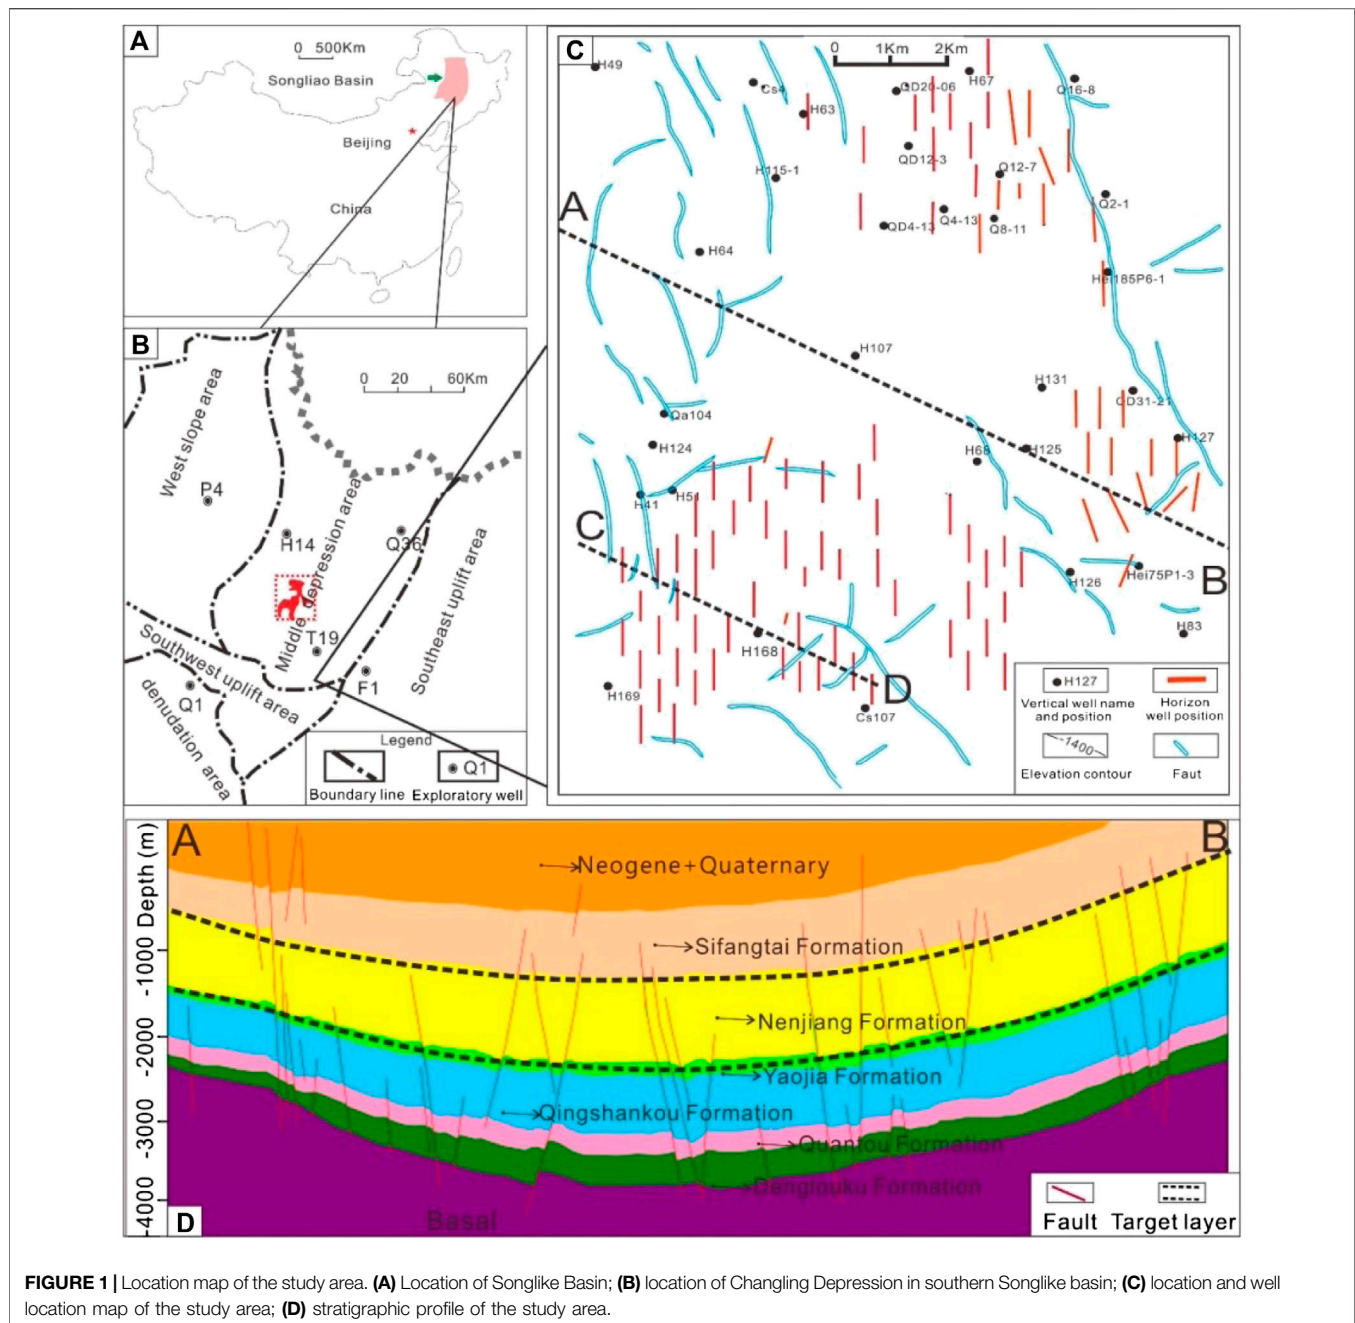 A
0 500Km
Songliao Basin
Beijing
China
B
0 20 60Km
West slope area
P4
H14
Q36
Middle depression area
Southeast uplift area
T19
F1
Southwest uplift area
Q1
denudation area
Legend
Q1
Boundary line Exploratory well
C
0 1Km 2Km
H49
Cs4
H63
QD20-06
H67
Q16-8
QD12-3
H115-1
Q12-7
Q2-1
A
QD4-13
Q4-13
Q8-11
H64
Hei185P6-1
H107
H131
QD31-21
Qa104
H124
H68
H125
H127
H41
H51
C
H126
Hei75P1-3
B
H83
H168
H169
D
Cs107
H127
Vertical well name
and position
Horizon
well position
-1400
Elevation contour
Faut
A
B
Depth (m)
-1000
-2000
-3000
-4000
Neogene+Quaternary
Sifangtai Formation
Nenjiang Formation
Yaojia Formation
Qingshankou Formation
Quantou Formation
Denglouku Formation
Basal
D
Fault Target layer
FIGURE 1 | Location map of the study area. (A) Location of Songlike Basin; (B) location of Changling Depression in southern Songlike basin; (C) location and well
location map of the study area; (D) stratigraphic profile of the study area.